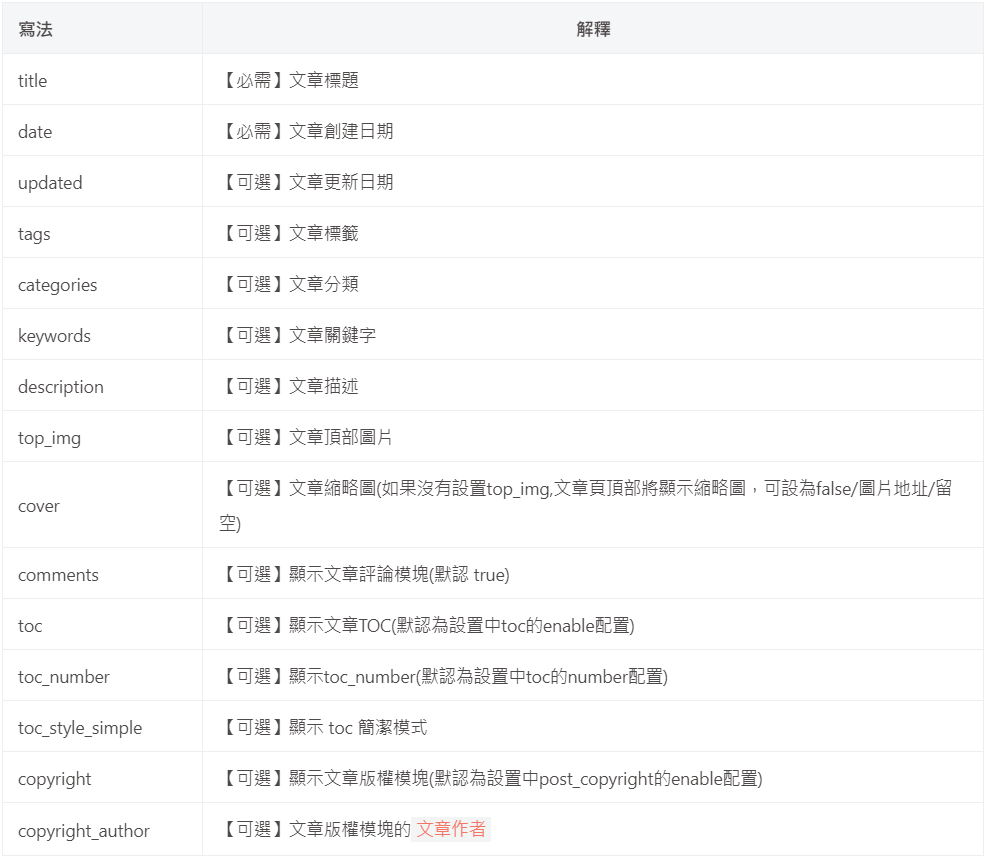 寫法 解釋
title 【必需】文章標題
date 【必需】文章創建日期
updated 【可選】文章更新日期
tags 【可選】文章標籤
categories 【可選】文章分類
keywords 【可選】文章關鍵字
description 【可選】文章描述
top_img 【可選】文章頂部圖片
cover 【可選】文章縮略圖(如果沒有設置top_img,文章頁頂部將顯示縮略圖，可設為false/圖片地址/留
空)
comments 【可選】顯示文章評論模塊(默認 true)
toc 【可選】顯示文章TOC(默認為設置中toc的enable配置)
toc_number 【可選】顯示toc_number(默認為設置中toc的number配置)
toc_style_simple 【可選】顯示 toc 簡潔模式
copyright 【可選】顯示文章版權模塊(默認為設置中post_copyright的enable配置)
copyright_author 【可選】文章版權模塊的 文章作者